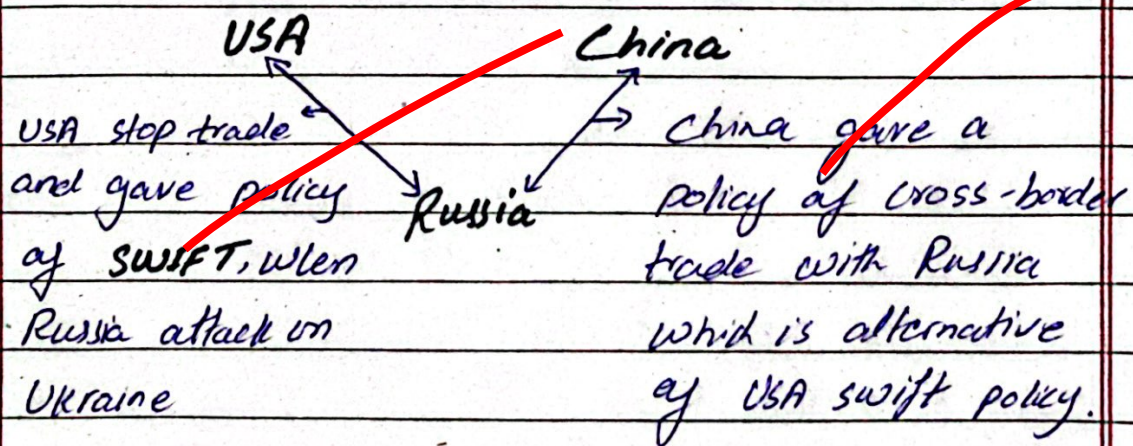 USA China
USA stop trade
and gave policy
Russia
of SWIFT, when
Russia attack on
Ukraine
China gave a
policy of cross-border
trade with Russia
which is alternative
of USA swift policy.